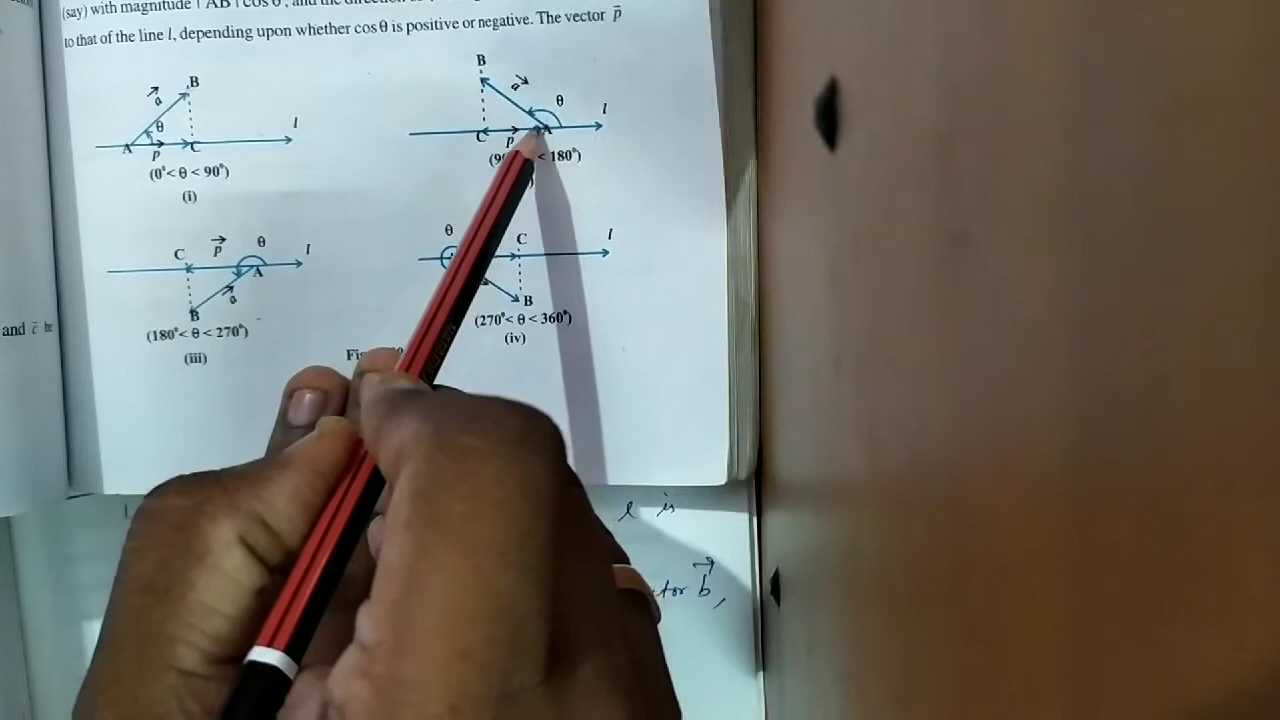 (say) with magnitude | AB | cos θ, and the direction
to that of the line l, depending upon whether cos θ is positive or negative. The vector p⃗
B
a⃗
θ
l
A
p
C
(0°< θ < 90°)
(i)
B
a⃗
θ
l
C
p
A
< 180°)
C
p⃗
θ
l
A
a
B
(180°< θ < 270°)
(iii)
θ
C
l
B
(270°< θ < 360°)
(iv)
and c⃗ be
l is
b⃗,